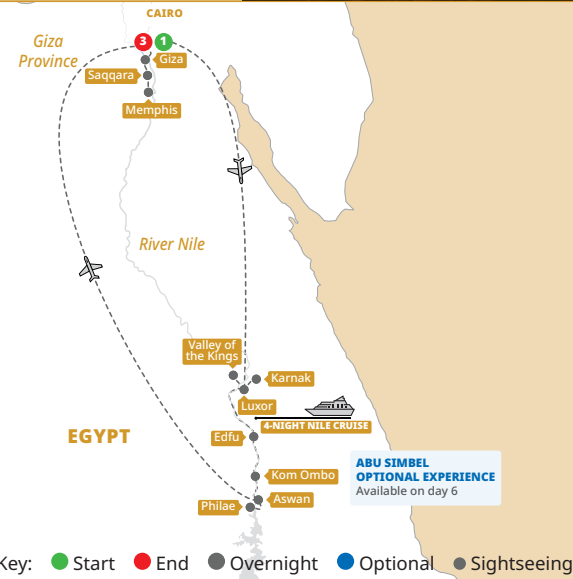 CAIRO
Giza
Province
3
1
Giza
Saqqara
Memphis
River Nile
Valley of
the Kings
Karnak
Luxor
4-NIGHT NILE CRUISE
EGYPT
Edfu
ABU SIMBEL
OPTIONAL EXPERIENCE
Available on day 6
Kom Ombo
Aswan
Philae
Key: Start End Overnight Optional Sightseeing